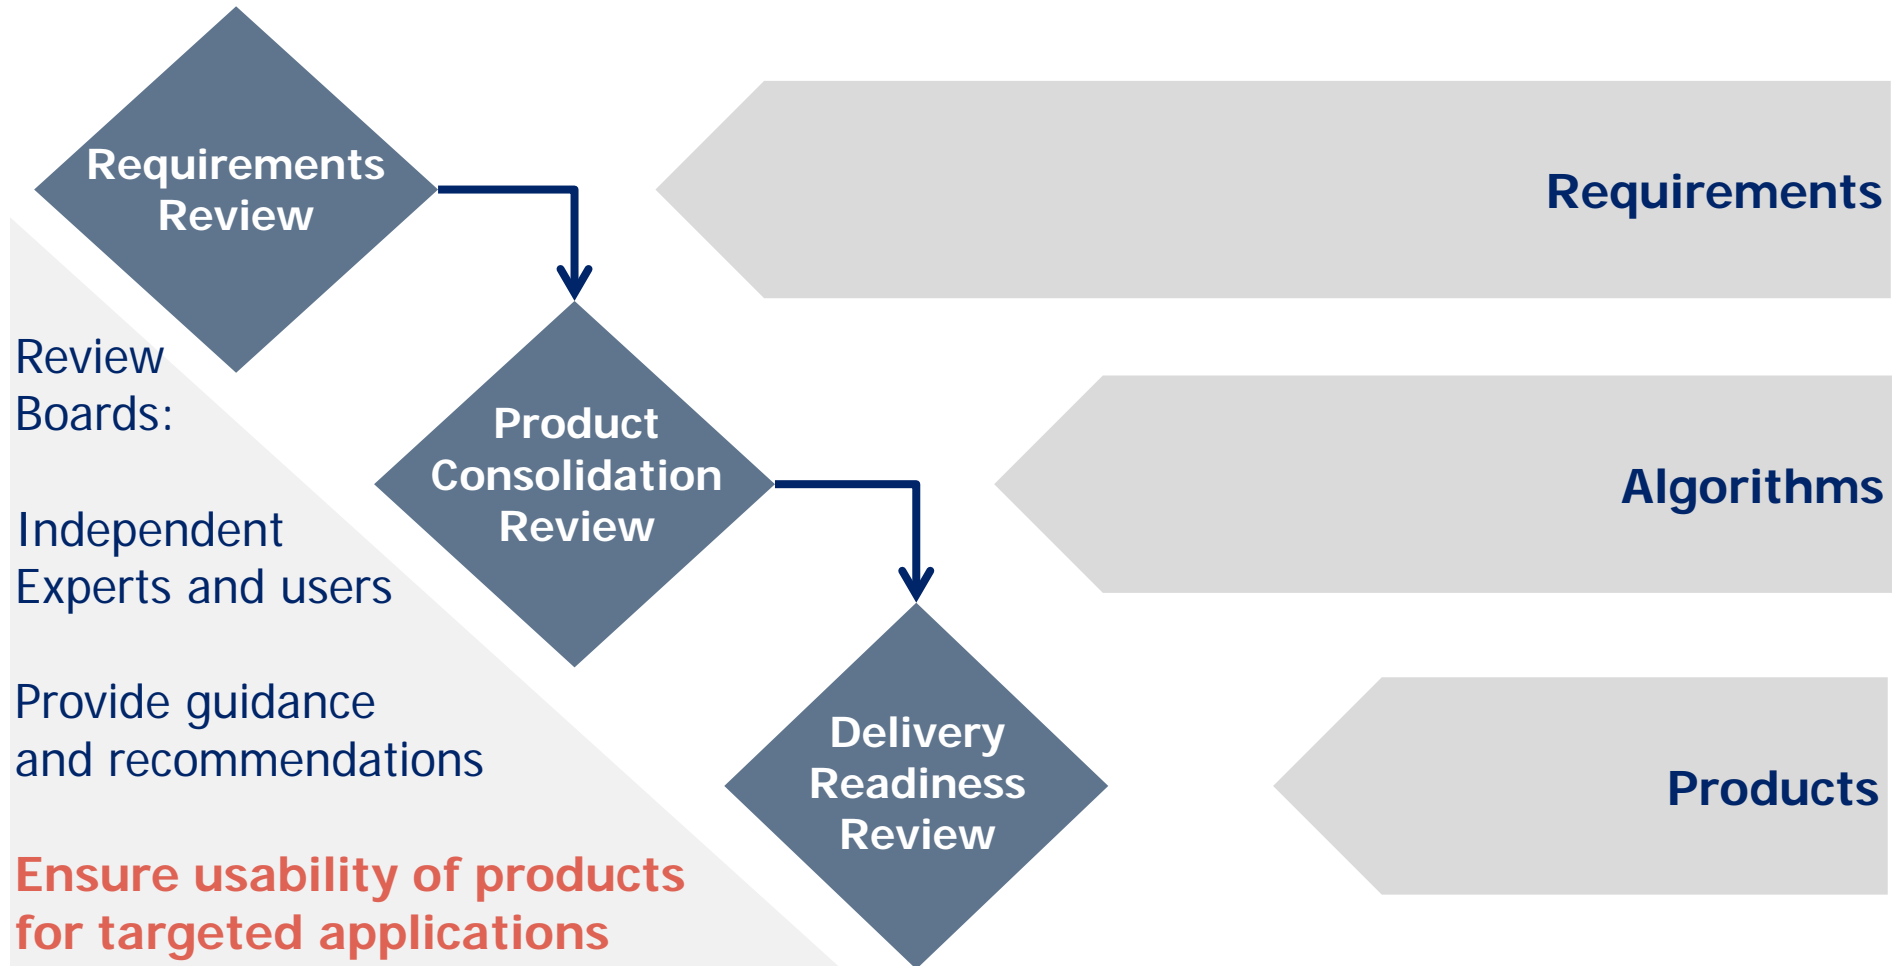 Requirements
Review
Requirements
Review
Boards:
Independent
Experts and users
Provide guidance
and recommendations
Ensure usability of products
for targeted applications
Product
Consolidation
Review
Algorithms
Delivery
Readiness
Review
Products